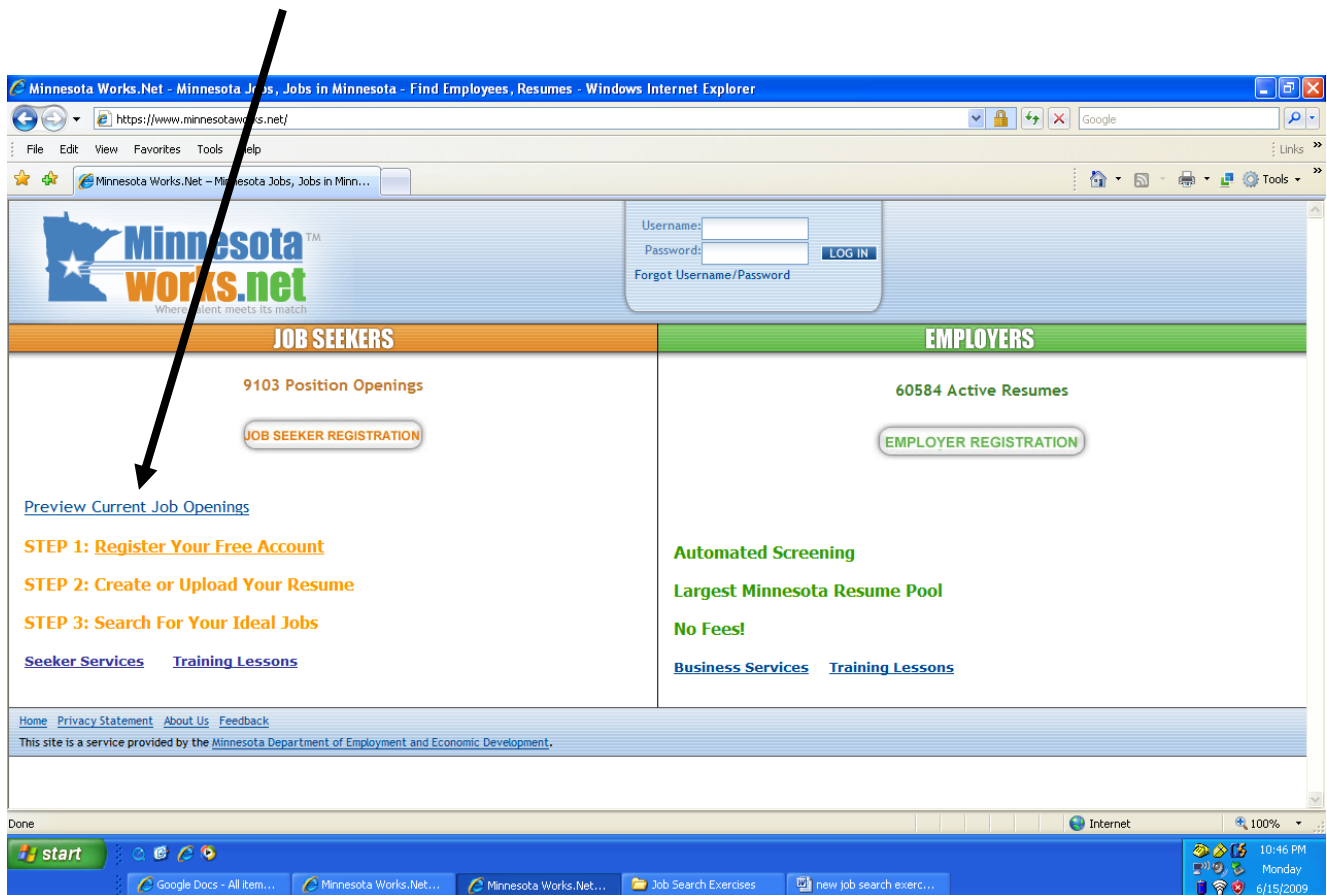 Minnesota Works.Net - Minnesota Jobs, Jobs in Minnesota - Find Employees, Resumes - Windows Internet Explorer
https://www.minnesotaworks.net/
Google
File Edit View Favorites Tools Help
Links »
Minnesota Works.Net – Minnesota Jobs, Jobs in Minn...
Tools »
Minnesota TM
works.net
Where talent meets its match
Username:
Password:
LOG IN
Forgot Username/Password
JOB SEEKERS
EMPLOYERS
9103 Position Openings
60584 Active Resumes
JOB SEEKER REGISTRATION
EMPLOYER REGISTRATION
Preview Current Job Openings
STEP 1: Register Your Free Account
STEP 2: Create or Upload Your Resume
STEP 3: Search For Your Ideal Jobs
Seeker Services Training Lessons
Automated Screening
Largest Minnesota Resume Pool
No Fees!
Business Services Training Lessons
Home Privacy Statement About Us Feedback
This site is a service provided by the Minnesota Department of Employment and Economic Development.
Done
Internet
100%
start
10:46 PM
Monday
6/15/2009
Google Docs - All item...
Minnesota Works.Net...
Minnesota Works.Net...
Job Search Exercises
new job search exerc...